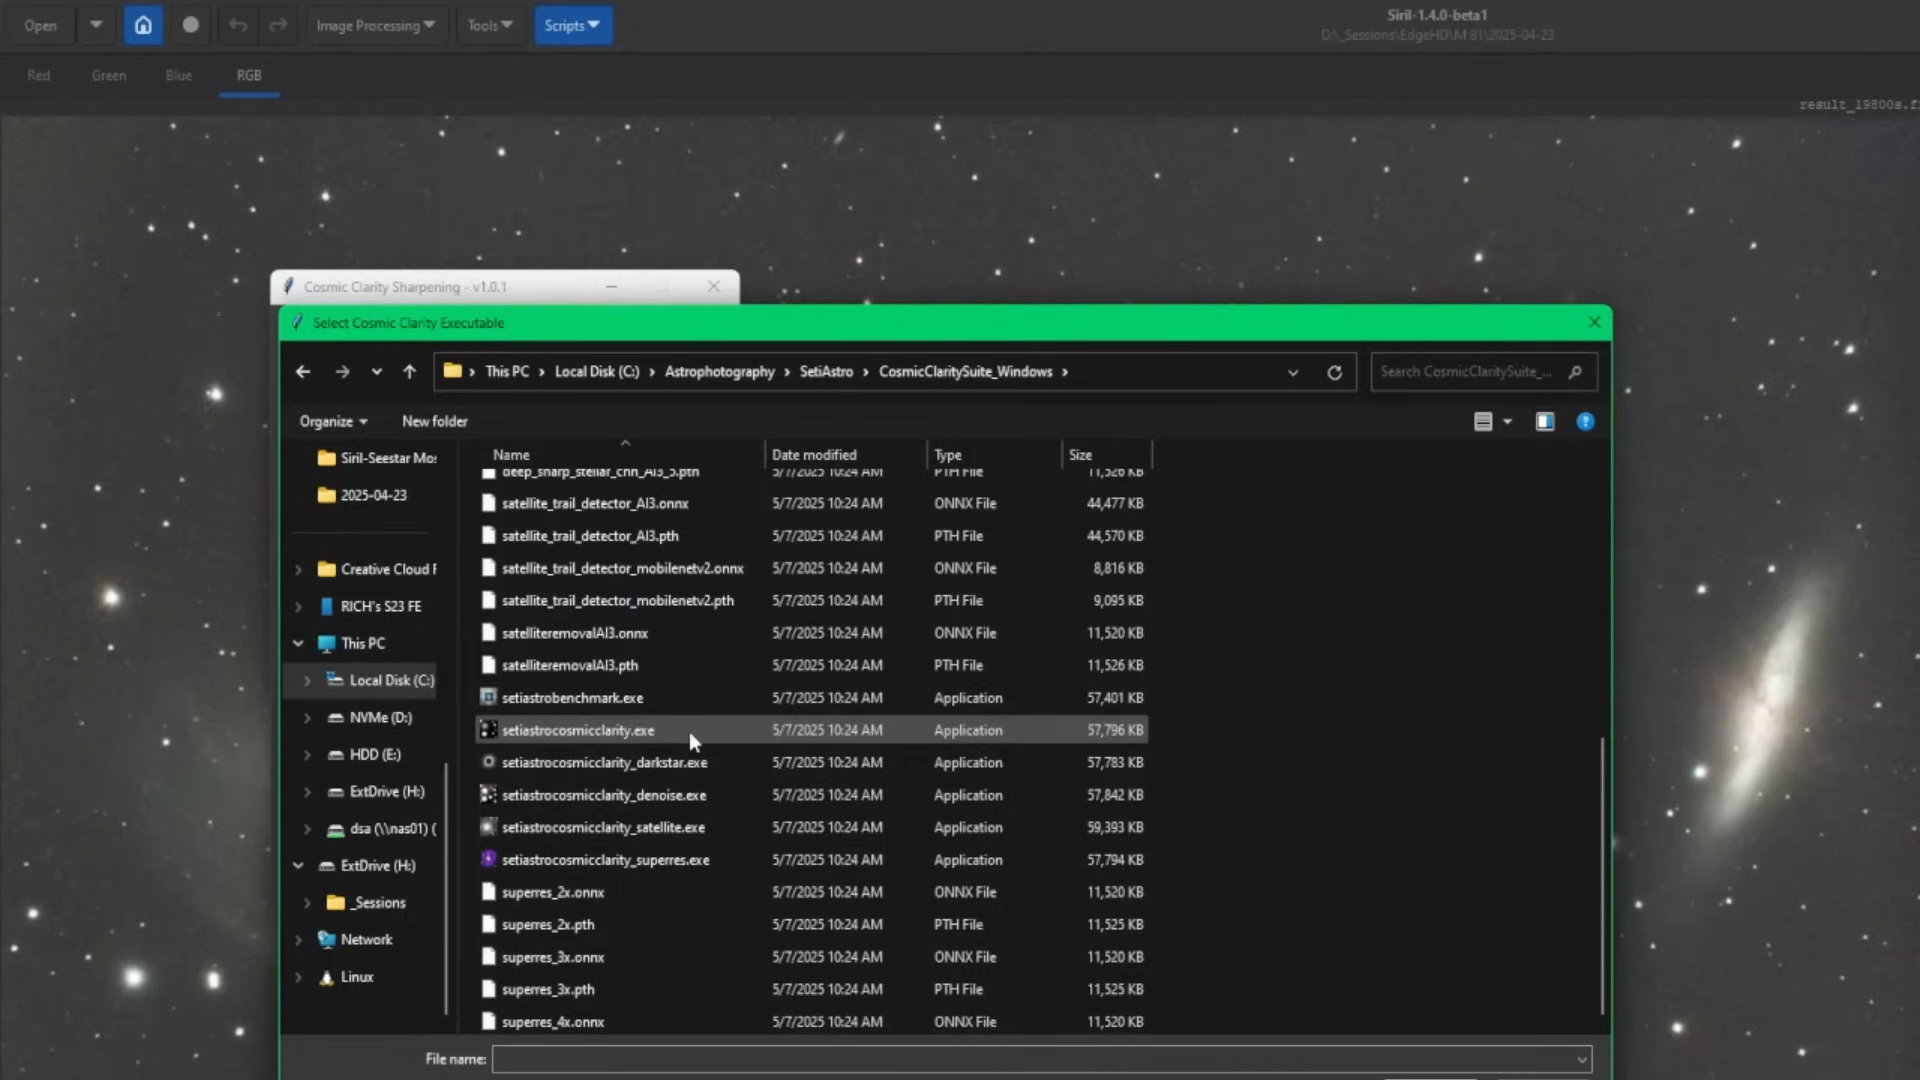 Open Image Processing Tools Scripts
Siril-1.4.0-beta1
D:\_Sessions\EdgeHD\M 81\2025-04-23
Red Green Blue RGB
result_19800s.f
Cosmic Clarity Sharpening - v1.0.1
Select Cosmic Clarity Executable
This PC > Local Disk (C:) > Astrophotography > SetiAstro > CosmicClaritySuite_Windows >
Search CosmicClaritySuite_...
Organize New folder
Name Date modified Type Size
Siril-Seestar Mos
2025-04-23
Creative Cloud F
RICH's S23 FE
This PC
Local Disk (C:)
NVMe (D:)
HDD (E:)
ExtDrive (H:)
dsa (\\nas01) (
ExtDrive (H:)
_Sessions
Network
Linux
deep_sharp_stellar_cnn_AI3_5.pth 5/7/2025 10:24 AM PTH File 11,526 KB
satellite_trail_detector_AI3.onnx 5/7/2025 10:24 AM ONNX File 44,477 KB
satellite_trail_detector_AI3.pth 5/7/2025 10:24 AM PTH File 44,570 KB
satellite_trail_detector_mobilenetv2.onnx 5/7/2025 10:24 AM ONNX File 8,816 KB
satellite_trail_detector_mobilenetv2.pth 5/7/2025 10:24 AM PTH File 9,095 KB
satelliteremovalAI3.onnx 5/7/2025 10:24 AM ONNX File 11,520 KB
satelliteremovalAI3.pth 5/7/2025 10:24 AM PTH File 11,526 KB
setiastrobenchmark.exe 5/7/2025 10:24 AM Application 57,401 KB
setiastrocosmicclarity.exe 5/7/2025 10:24 AM Application 57,796 KB
setiastrocosmicclarity_darkstar.exe 5/7/2025 10:24 AM Application 57,783 KB
setiastrocosmicclarity_denoise.exe 5/7/2025 10:24 AM Application 57,842 KB
setiastrocosmicclarity_satellite.exe 5/7/2025 10:24 AM Application 59,393 KB
setiastrocosmicclarity_superres.exe 5/7/2025 10:24 AM Application 57,794 KB
superres_2x.onnx 5/7/2025 10:24 AM ONNX File 11,520 KB
superres_2x.pth 5/7/2025 10:24 AM PTH File 11,525 KB
superres_3x.onnx 5/7/2025 10:24 AM ONNX File 11,520 KB
superres_3x.pth 5/7/2025 10:24 AM PTH File 11,525 KB
superres_4x.onnx 5/7/2025 10:24 AM ONNX File 11,520 KB
File name: